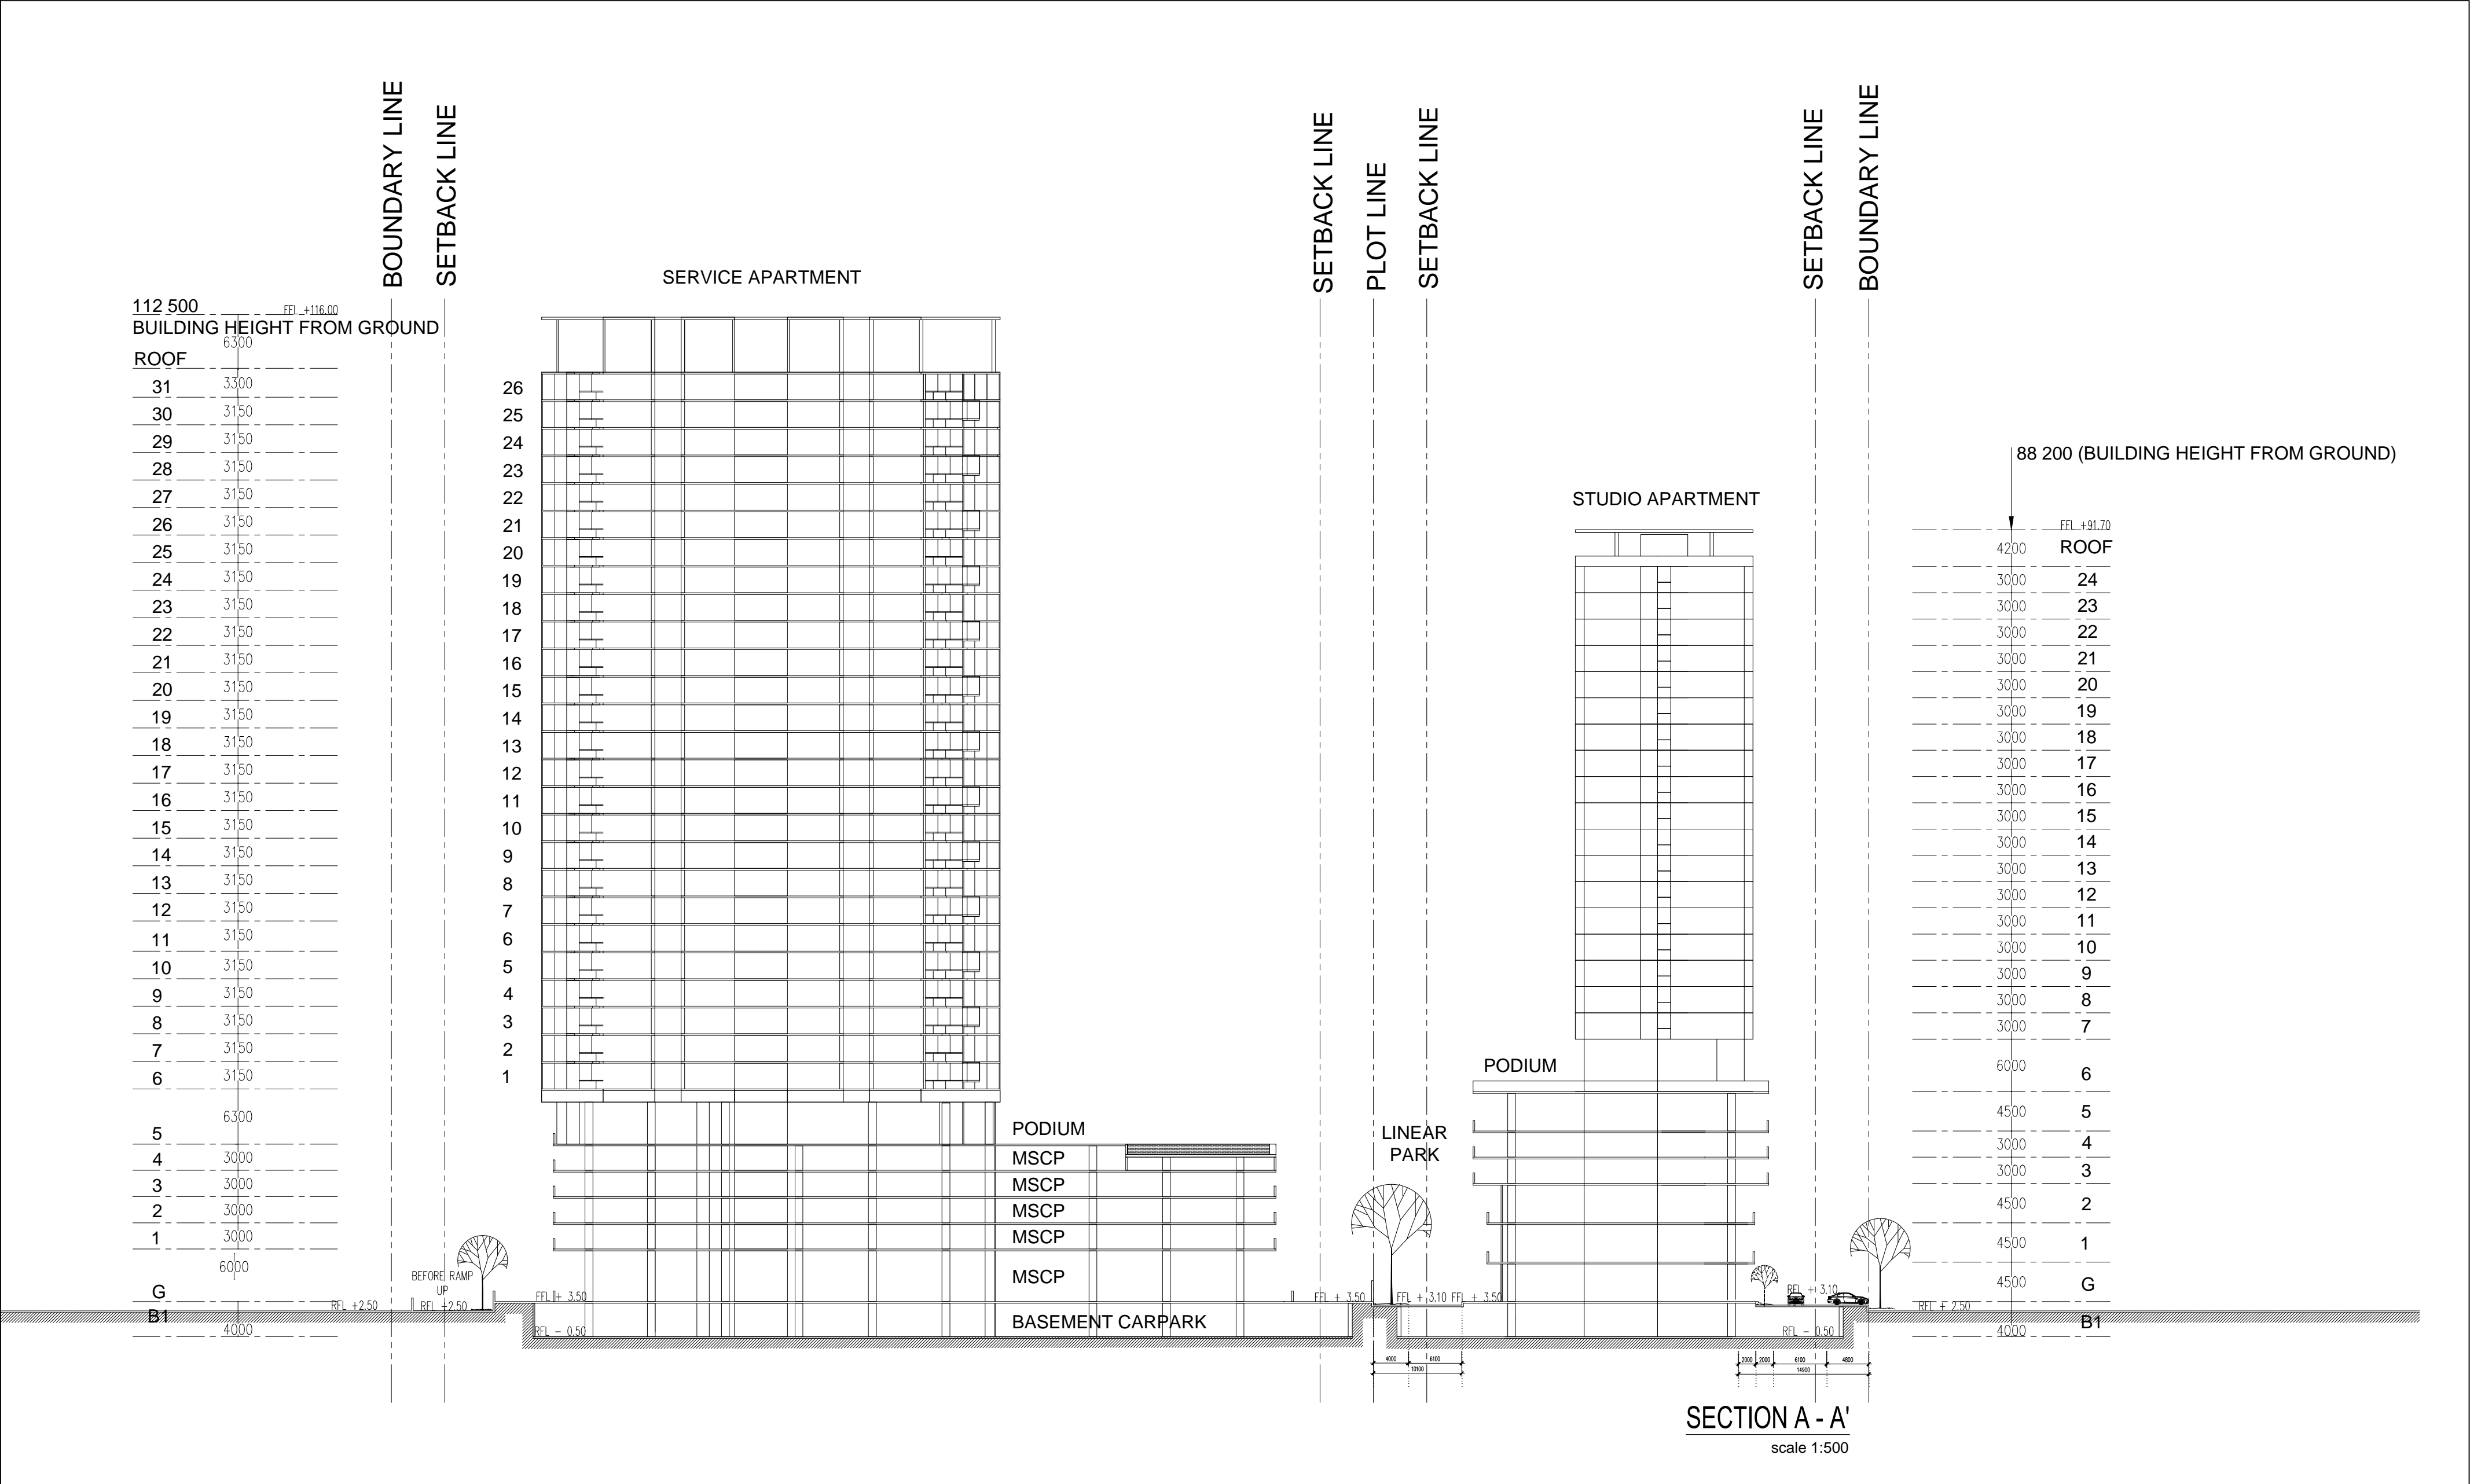 BOUNDARY LINE
SETBACK LINE
SETBACK LINE
PLOT LINE
SETBACK LINE
SETBACK LINE
BOUNDARY LINE
SERVICE APARTMENT
112 500
FFL +116.00
BUILDING HEIGHT FROM GROUND
6300
ROOF
31 3300
30 3150
29 3150
28 3150
27 3150
26 3150
25 3150
24 3150
23 3150
22 3150
21 3150
20 3150
19 3150
18 3150
17 3150
16 3150
15 3150
14 3150
13 3150
12 3150
11 3150
10 3150
9 3150
8 3150
7 3150
6 3150
5 6300
4 3000
3 3000
2 3000
1 3000
G 6000
B1 4000
26
25
24
23
22
21
20
19
18
17
16
15
14
13
12
11
10
9
8
7
6
5
4
3
2
1
PODIUM
MSCP
MSCP
MSCP
MSCP
MSCP
BASEMENT CARPARK
RFL +2.50
BEFORE RAMP
UP
RFL +2.50
FFL + 3.50
RFL - 0.50
FFL + 3.50
FFL + 3.10
FFL + 3.50
LINEAR
PARK
4000 6100
10100
STUDIO APARTMENT
PODIUM
RFL + 3.10
RFL - 0.50
2000 2000 6100 4800
14900
88 200 (BUILDING HEIGHT FROM GROUND)
FFL +91.70
4200 ROOF
3000 24
3000 23
3000 22
3000 21
3000 20
3000 19
3000 18
3000 17
3000 16
3000 15
3000 14
3000 13
3000 12
3000 11
3000 10
3000 9
3000 8
3000 7
6000 6
4500 5
3000 4
3000 3
4500 2
4500 1
4500 G
RFL + 2.50
4000 B1
SECTION A - A'
scale 1:500